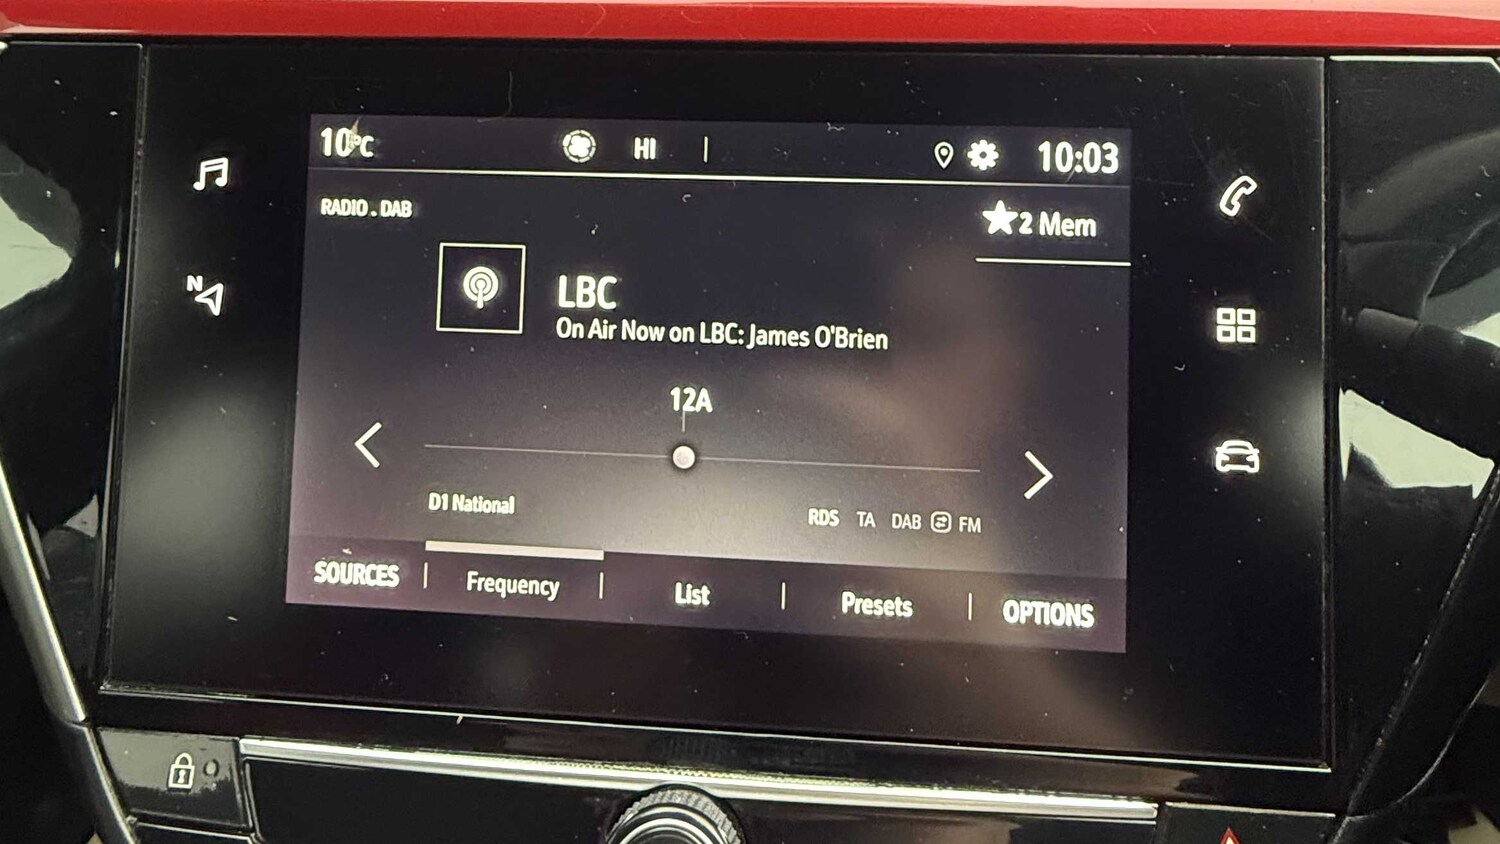 10°C HI | 10:03
RADIO . DAB
★2 Mem
N
LBC
On Air Now on LBC: James O'Brien
12A
D1 National
RDS TA DAB FM
SOURCES | Frequency | List | Presets | OPTIONS